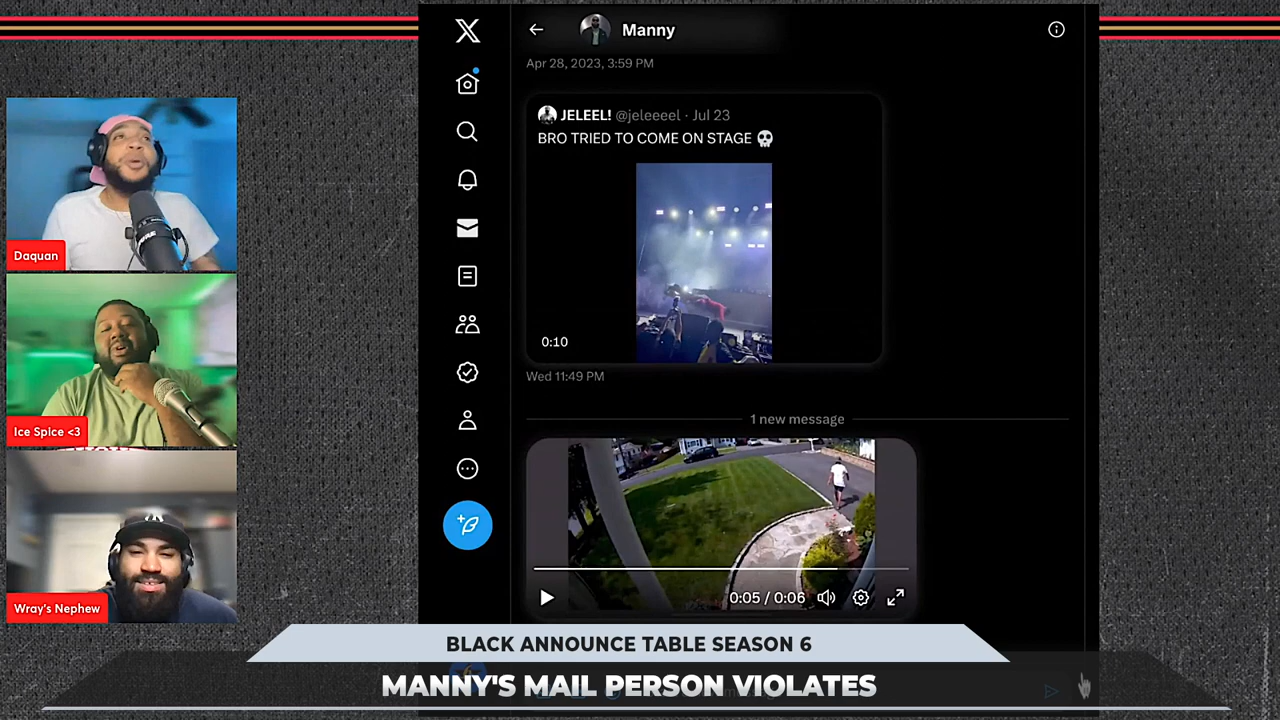 Manny
Apr 28, 2023, 3:59 PM
JELEEL! @jeleeeel · Jul 23
BRO TRIED TO COME ON STAGE 💀
0:10
Wed 11:49 PM
1 new message
0:05 / 0:06
Daquan
Ice Spice <3
Wray's Nephew
BLACK ANNOUNCE TABLE SEASON 6
MANNY'S MAIL PERSON VIOLATES